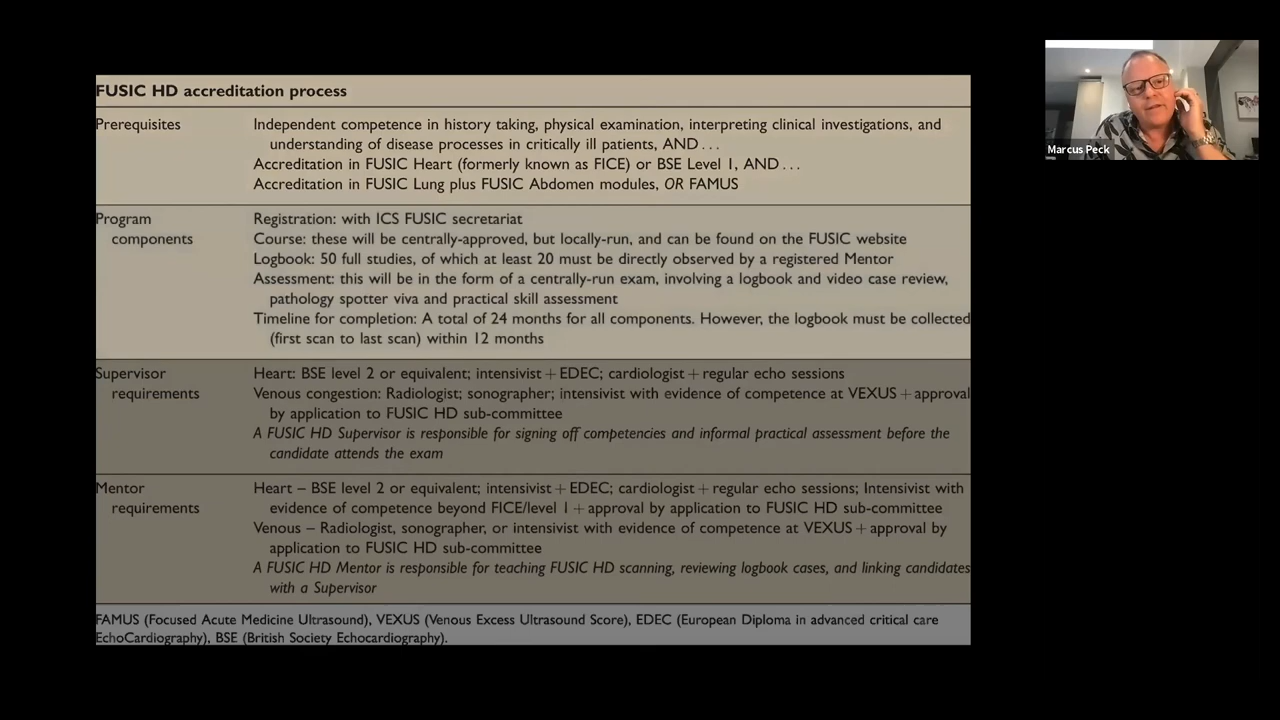 FUSIC HD accreditation process
Prerequisites
Independent competence in history taking, physical examination, interpreting clinical investigations, and
understanding of disease processes in critically ill patients, AND . . .
Accreditation in FUSIC Heart (formerly known as FICE) or BSE Level 1, AND . . .
Accreditation in FUSIC Lung plus FUSIC Abdomen modules, OR FAMUS
Program
components
Registration: with ICS FUSIC secretariat
Course: these will be centrally-approved, but locally-run, and can be found on the FUSIC website
Logbook: 50 full studies, of which at least 20 must be directly observed by a registered Mentor
Assessment: this will be in the form of a centrally-run exam, involving a logbook and video case review,
pathology spotter viva and practical skill assessment
Timeline for completion: A total of 24 months for all components. However, the logbook must be collected
(first scan to last scan) within 12 months
Supervisor
requirements
Heart: BSE level 2 or equivalent; intensivist + EDEC; cardiologist + regular echo sessions
Venous congestion: Radiologist; sonographer; intensivist with evidence of competence at VEXUS + approval
by application to FUSIC HD sub-committee
A FUSIC HD Supervisor is responsible for signing off competencies and informal practical assessment before the
candidate attends the exam
Mentor
requirements
Heart – BSE level 2 or equivalent; intensivist + EDEC; cardiologist + regular echo sessions; Intensivist with
evidence of competence beyond FICE/level 1 + approval by application to FUSIC HD sub-committee
Venous – Radiologist, sonographer, or intensivist with evidence of competence at VEXUS + approval by
application to FUSIC HD sub-committee
A FUSIC HD Mentor is responsible for teaching FUSIC HD scanning, reviewing logbook cases, and linking candidates
with a Supervisor
FAMUS (Focused Acute Medicine Ultrasound), VEXUS (Venous Excess Ultrasound Score), EDEC (European Diploma in advanced critical care
EchoCardiography), BSE (British Society Echocardiography).
Marcus Peck